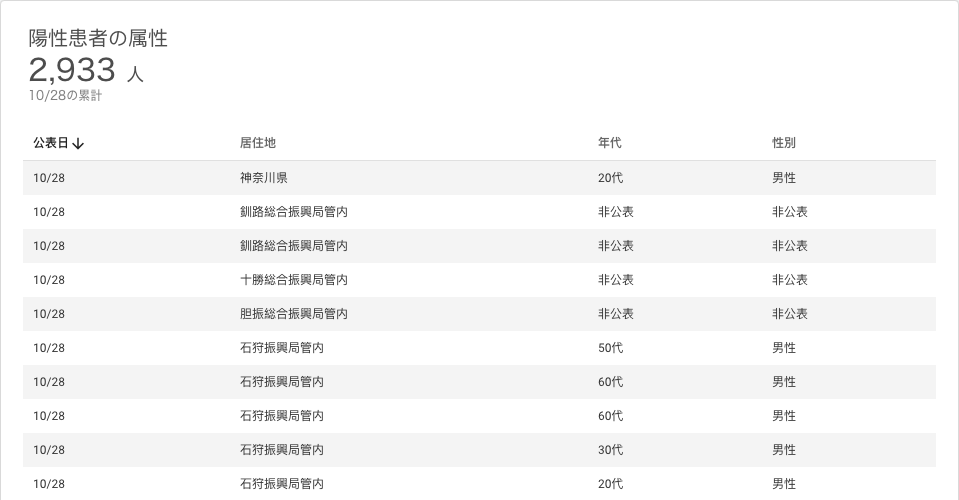 陽性患者の属性
2,933 人
10/28の累計
公表日↓ 居住地 年代 性別
10/28 神奈川県 20代 男性
10/28 釧路総合振興局管内 非公表 非公表
10/28 釧路総合振興局管内 非公表 非公表
10/28 十勝総合振興局管内 非公表 非公表
10/28 胆振総合振興局管内 非公表 非公表
10/28 石狩振興局管内 50代 男性
10/28 石狩振興局管内 60代 男性
10/28 石狩振興局管内 60代 男性
10/28 石狩振興局管内 30代 男性
10/28 石狩振興局管内 20代 男性